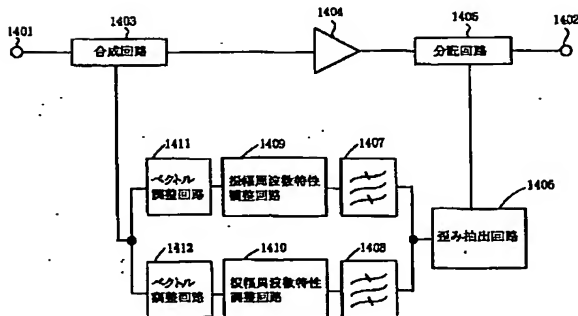 1401
1403
合成回路
1404
1405
分配回路
1402
1411
ベクトル
調整回路
1409
振幅周波数特性
調整回路
1407
1406
歪み抽出回路
1412
ベクトル
調整回路
1410
振幅周波数特性
調整回路
1408